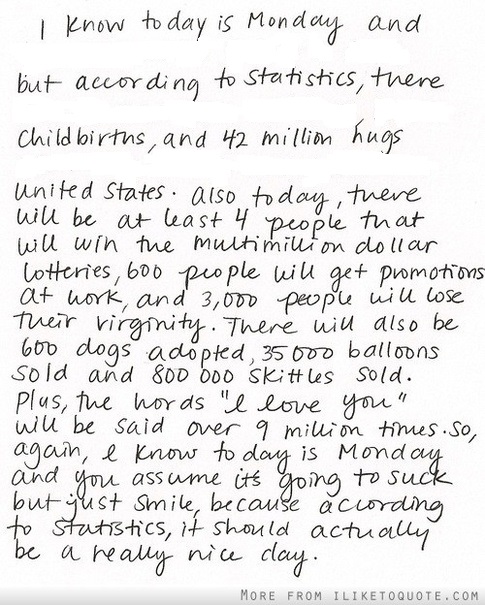 I know today is Monday and
but according to statistics, there
childbirths, and 42 million hugs
United States. Also today, there
will be at least 4 people that
will win the multimillion dollar
lotteries, 600 people will get promotions
at work, and 3,000 people will lose
their virginity. There will also be
600 dogs adopted, 35 000 balloons
sold and 800 000 skittles sold.
Plus, the words "I love you"
will be said over 9 million times. So,
again, I know today is Monday
and you assume it's going to suck
but just smile, because according
to statistics, it should actually
be a really nice day.
MORE FROM ILIKETOQUOTE.COM